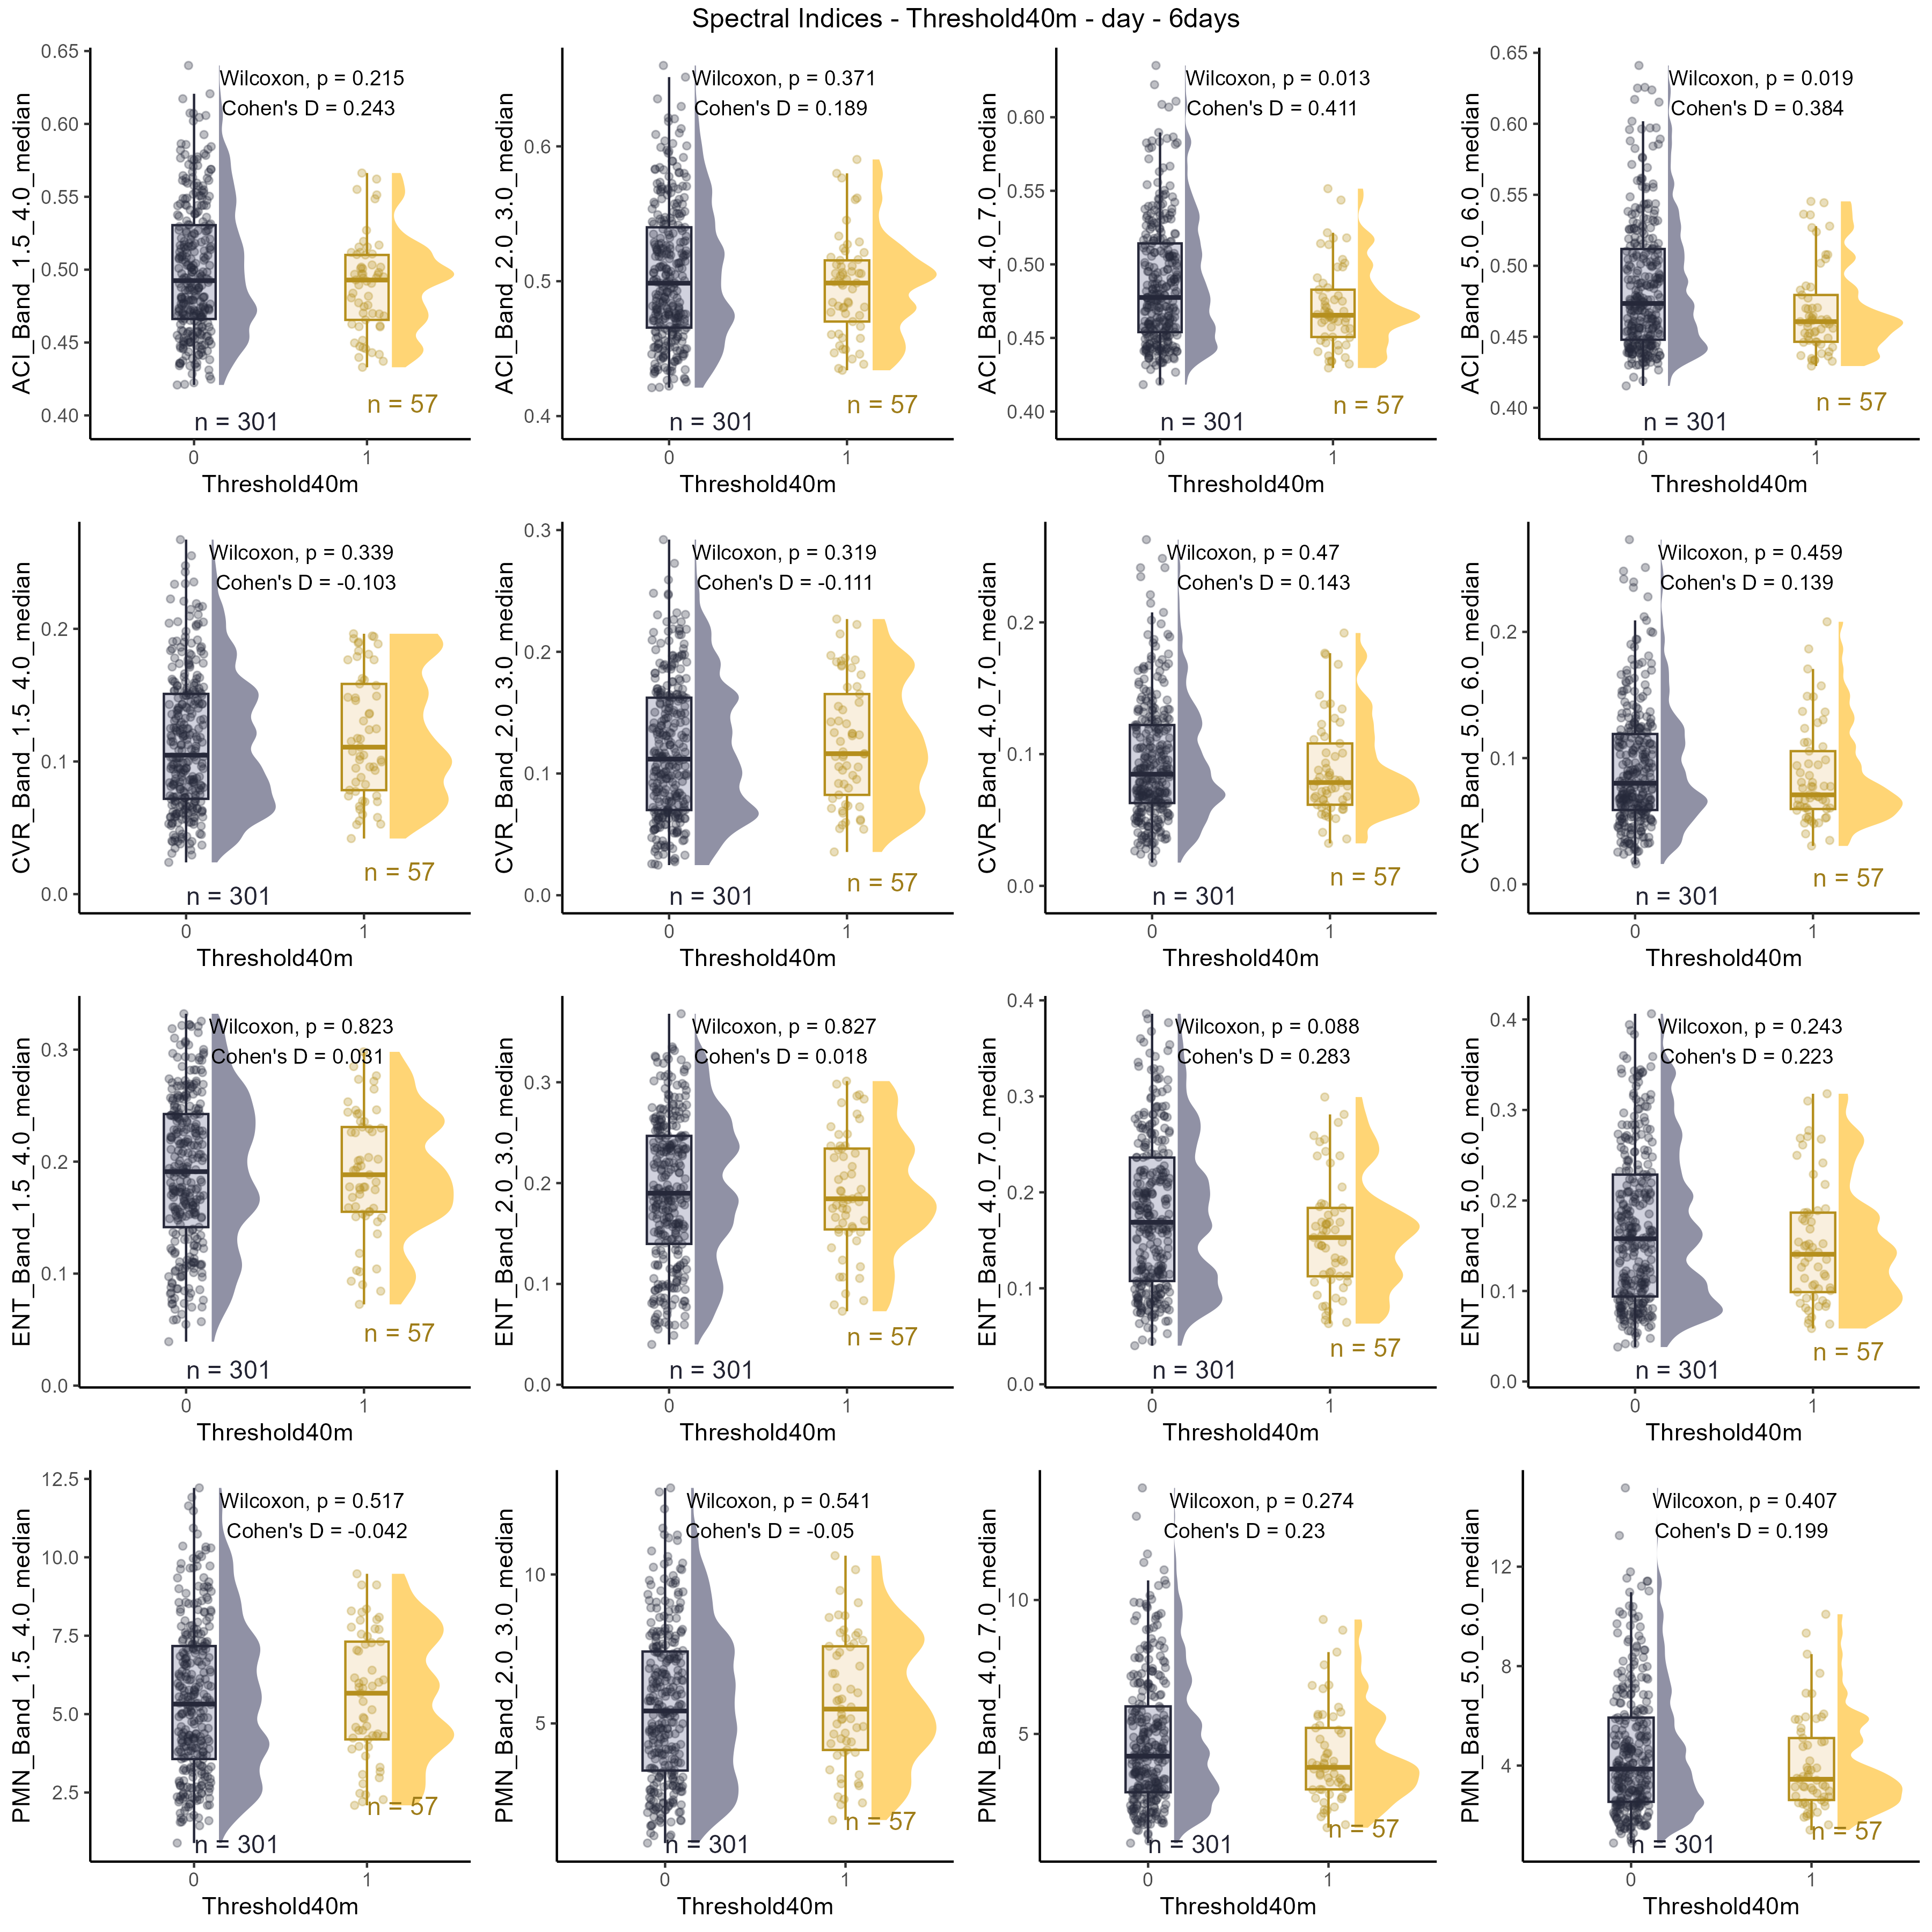 Spectral Indices - Threshold40m - day - 6days
ACI_Band_1.5_4.0_median
0.65
0.60
0.55
0.50
0.45
0.40
Wilcoxon, p = 0.215
Cohen's D = 0.243
n = 301
n = 57
0
1
Threshold40m
ACI_Band_2.0_3.0_median
0.6
0.5
0.4
Wilcoxon, p = 0.371
Cohen's D = 0.189
n = 301
n = 57
0
1
Threshold40m
ACI_Band_4.0_7.0_median
0.60
0.55
0.50
0.45
0.40
Wilcoxon, p = 0.013
Cohen's D = 0.411
n = 301
n = 57
0
1
Threshold40m
ACI_Band_5.0_6.0_median
0.65
0.60
0.55
0.50
0.45
0.40
Wilcoxon, p = 0.019
Cohen's D = 0.384
n = 301
n = 57
0
1
Threshold40m
CVR_Band_1.5_4.0_median
0.2
0.1
0.0
Wilcoxon, p = 0.339
Cohen's D = -0.103
n = 301
n = 57
0
1
Threshold40m
CVR_Band_2.0_3.0_median
0.3
0.2
0.1
0.0
Wilcoxon, p = 0.319
Cohen's D = -0.111
n = 301
n = 57
0
1
Threshold40m
CVR_Band_4.0_7.0_median
0.2
0.1
0.0
Wilcoxon, p = 0.47
Cohen's D = 0.143
n = 301
n = 57
0
1
Threshold40m
CVR_Band_5.0_6.0_median
0.2
0.1
0.0
Wilcoxon, p = 0.459
Cohen's D = 0.139
n = 301
n = 57
0
1
Threshold40m
ENT_Band_1.5_4.0_median
0.3
0.2
0.1
0.0
Wilcoxon, p = 0.823
Cohen's D = 0.031
n = 301
n = 57
0
1
Threshold40m
ENT_Band_2.0_3.0_median
0.3
0.2
0.1
0.0
Wilcoxon, p = 0.827
Cohen's D = 0.018
n = 301
n = 57
0
1
Threshold40m
ENT_Band_4.0_7.0_median
0.4
0.3
0.2
0.1
0.0
Wilcoxon, p = 0.088
Cohen's D = 0.283
n = 301
n = 57
0
1
Threshold40m
ENT_Band_5.0_6.0_median
0.4
0.3
0.2
0.1
0.0
Wilcoxon, p = 0.243
Cohen's D = 0.223
n = 301
n = 57
0
1
Threshold40m
PMN_Band_1.5_4.0_median
12.5
10.0
7.5
5.0
2.5
Wilcoxon, p = 0.517
Cohen's D = -0.042
n = 301
n = 57
0
1
Threshold40m
PMN_Band_2.0_3.0_median
10
5
Wilcoxon, p = 0.541
Cohen's D = -0.05
n = 301
n = 57
0
1
Threshold40m
PMN_Band_4.0_7.0_median
10
5
Wilcoxon, p = 0.274
Cohen's D = 0.23
n = 301
n = 57
0
1
Threshold40m
PMN_Band_5.0_6.0_median
12
8
4
Wilcoxon, p = 0.407
Cohen's D = 0.199
n = 301
n = 57
0
1
Threshold40m